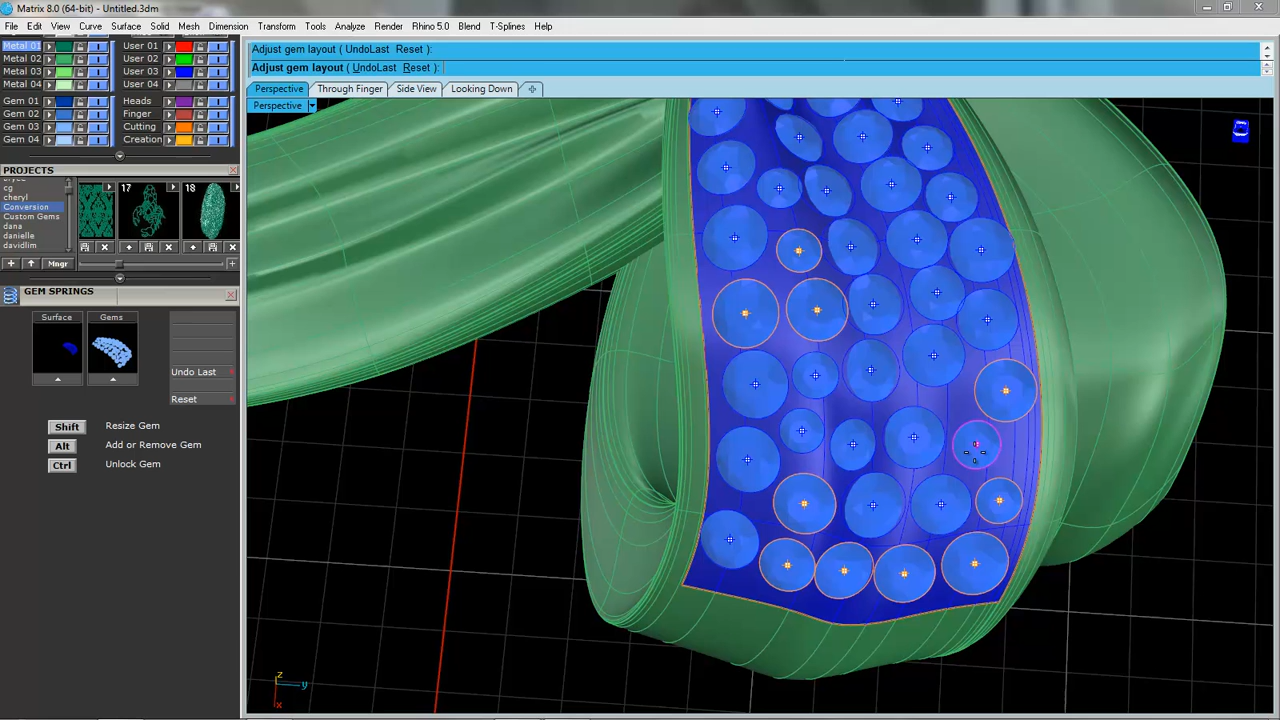 Matrix 8.0 (64-bit) - Untitled.3dm
File Edit View Curve Surface Solid Mesh Dimension Transform Tools Analyze Render Rhino 5.0 Blend T-Splines Help
Metal 01 User 01
Metal 02 User 02
Metal 03 User 03
Metal 04 User 04
Gem 01 Heads
Gem 02 Finger
Gem 03 Cutting
Gem 04 Creation
Adjust gem layout ( UndoLast Reset ):
Adjust gem layout ( UndoLast Reset ):
Perspective Through Finger Side View Looking Down
Perspective
PROJECTS
cg
cheryl
Conversion
Custom Gems
dana
danielle
davidlim
17 18
Mngr
GEM SPRINGS
Surface Gems
Undo Last
Reset
Shift Resize Gem
Alt Add or Remove Gem
Ctrl Unlock Gem
z
y
x